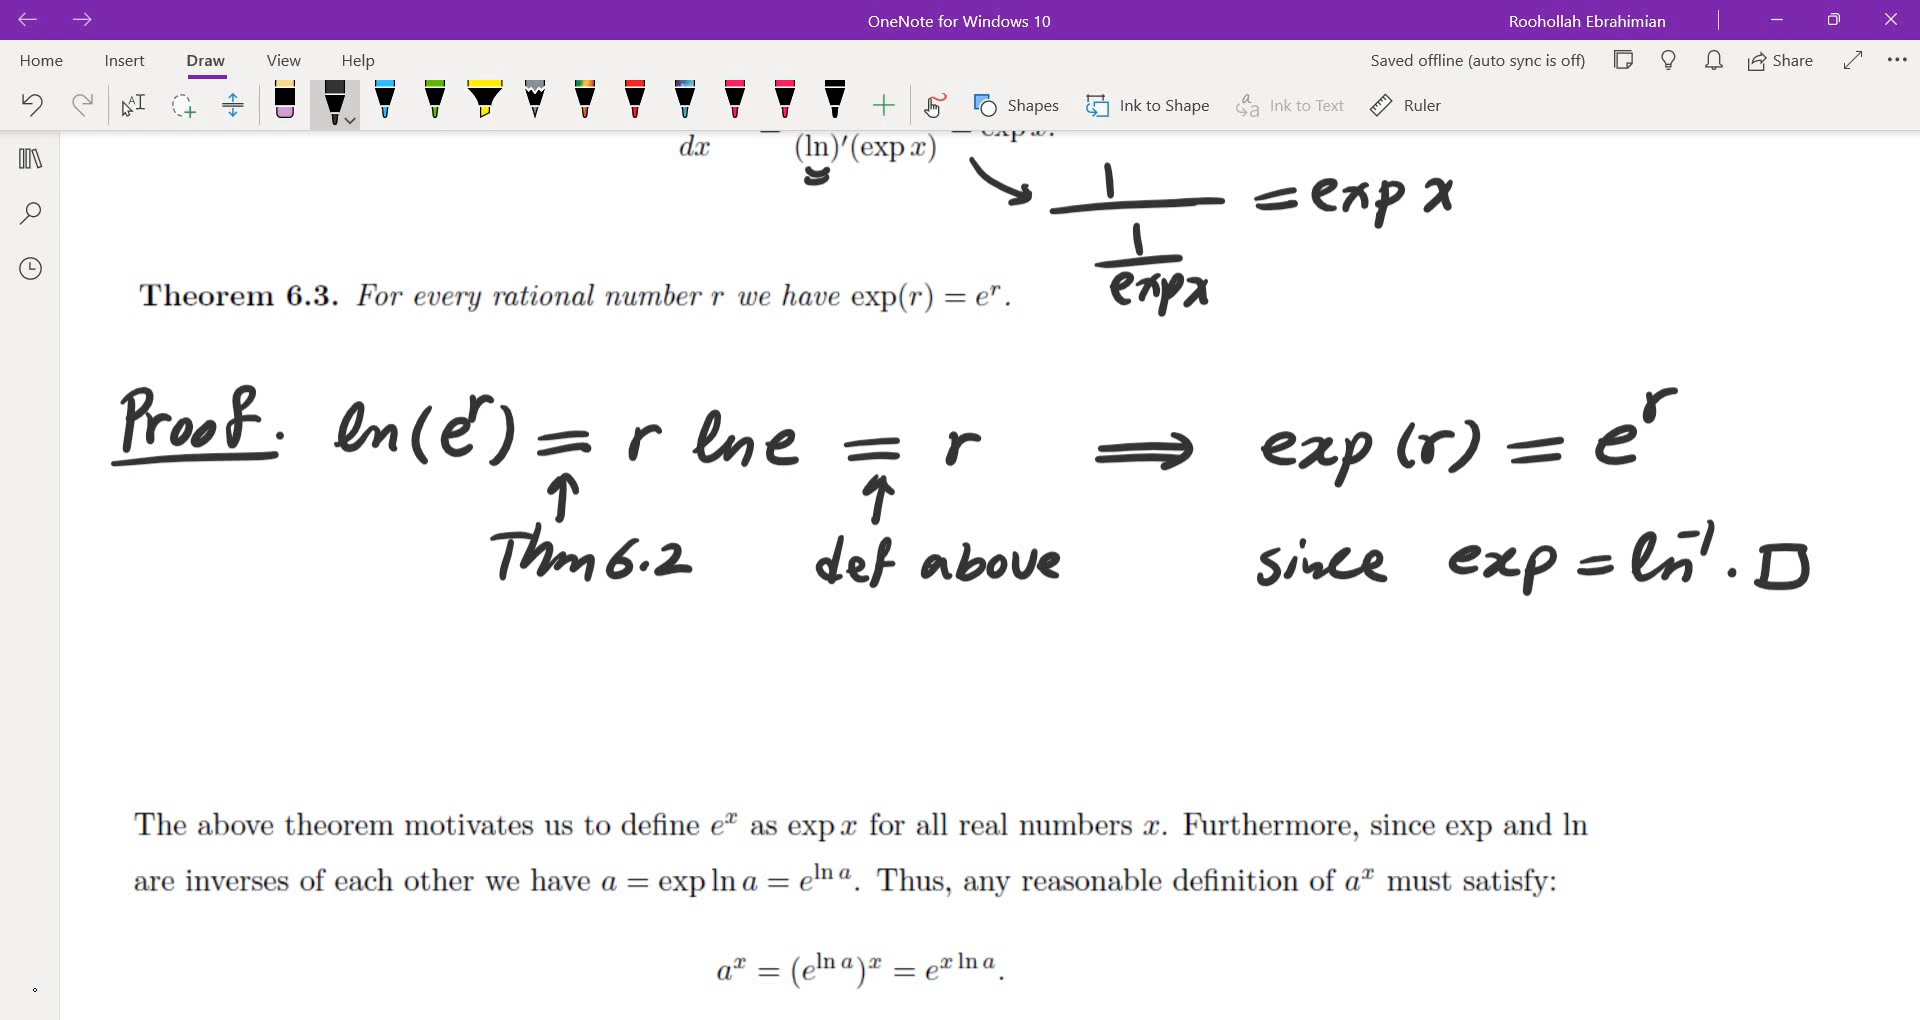 OneNote for Windows 10
Roohollah Ebrahimian
Home Insert Draw View Help
Saved offline (auto sync is off) Share
Shapes Ink to Shape Ink to Text Ruler
dx = 1/((ln)′(exp x)) = exp x.
1/(1/exp x) = exp x
Theorem 6.3. For every rational number r we have exp(r) = e^r.
Proof. ln(e^r) = r ln e = r ⟹ exp(r) = e^r
↑ ↑
Thm 6.2 def above since exp = ln⁻¹. □
The above theorem motivates us to define e^x as exp x for all real numbers x. Furthermore, since exp and ln
are inverses of each other we have a = exp ln a = e^{ln a}. Thus, any reasonable definition of a^x must satisfy:
a^x = (e^{ln a})^x = e^{x ln a}.